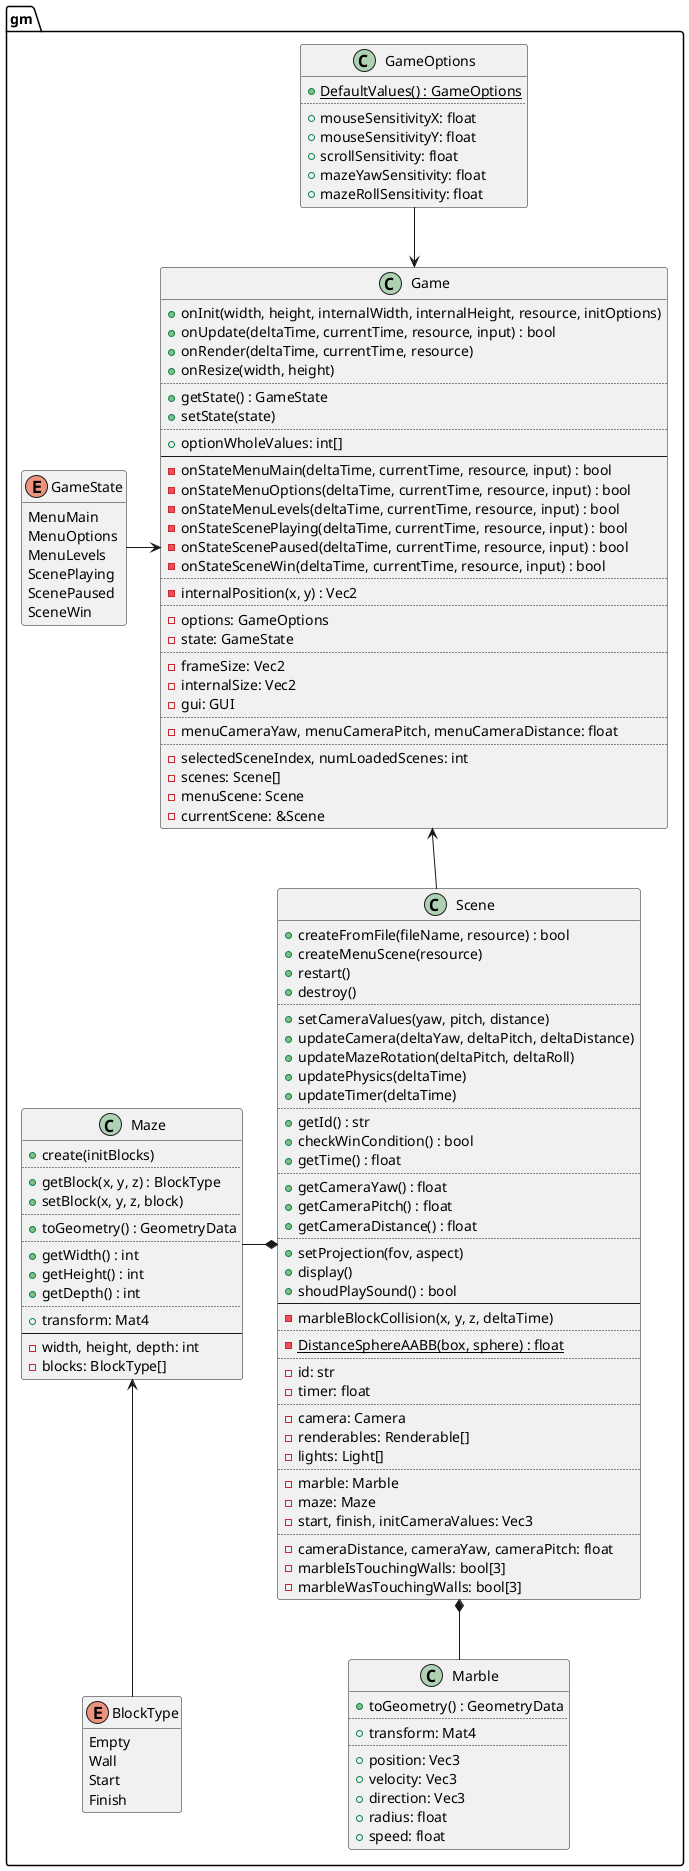 gm
C GameOptions
DefaultValues() : GameOptions
mouseSensitivityX: float
mouseSensitivityY: float
scrollSensitivity: float
mazeYawSensitivity: float
mazeRollSensitivity: float
C Game
onInit(width, height, internalWidth, internalHeight, resource, initOptions)
onUpdate(deltaTime, currentTime, resource, input) : bool
onRender(deltaTime, currentTime, resource)
onResize(width, height)
getState() : GameState
setState(state)
optionWholeValues: int[]
onStateMenuMain(deltaTime, currentTime, resource, input) : bool
onStateMenuOptions(deltaTime, currentTime, resource, input) : bool
onStateMenuLevels(deltaTime, currentTime, resource, input) : bool
onStateScenePlaying(deltaTime, currentTime, resource, input) : bool
onStateScenePaused(deltaTime, currentTime, resource, input) : bool
onStateSceneWin(deltaTime, currentTime, resource, input) : bool
internalPosition(x, y) : Vec2
options: GameOptions
state: GameState
frameSize: Vec2
internalSize: Vec2
gui: GUI
menuCameraYaw, menuCameraPitch, menuCameraDistance: float
selectedSceneIndex, numLoadedScenes: int
scenes: Scene[]
menuScene: Scene
currentScene: &Scene
E GameState
MenuMain
MenuOptions
MenuLevels
ScenePlaying
ScenePaused
SceneWin
C Scene
createFromFile(fileName, resource) : bool
createMenuScene(resource)
restart()
destroy()
setCameraValues(yaw, pitch, distance)
updateCamera(deltaYaw, deltaPitch, deltaDistance)
updateMazeRotation(deltaPitch, deltaRoll)
updatePhysics(deltaTime)
updateTimer(deltaTime)
getId() : str
checkWinCondition() : bool
getTime() : float
getCameraYaw() : float
getCameraPitch() : float
getCameraDistance() : float
setProjection(fov, aspect)
display()
shoudPlaySound() : bool
marbleBlockCollision(x, y, z, deltaTime)
DistanceSphereAABB(box, sphere) : float
id: str
timer: float
camera: Camera
renderables: Renderable[]
lights: Light[]
marble: Marble
maze: Maze
start, finish, initCameraValues: Vec3
cameraDistance, cameraYaw, cameraPitch: float
marbleIsTouchingWalls: bool[3]
marbleWasTouchingWalls: bool[3]
C Maze
create(initBlocks)
getBlock(x, y, z) : BlockType
setBlock(x, y, z, block)
toGeometry() : GeometryData
getWidth() : int
getHeight() : int
getDepth() : int
transform: Mat4
width, height, depth: int
blocks: BlockType[]
E BlockType
Empty
Wall
Start
Finish
C Marble
toGeometry() : GeometryData
transform: Mat4
position: Vec3
velocity: Vec3
direction: Vec3
radius: float
speed: float